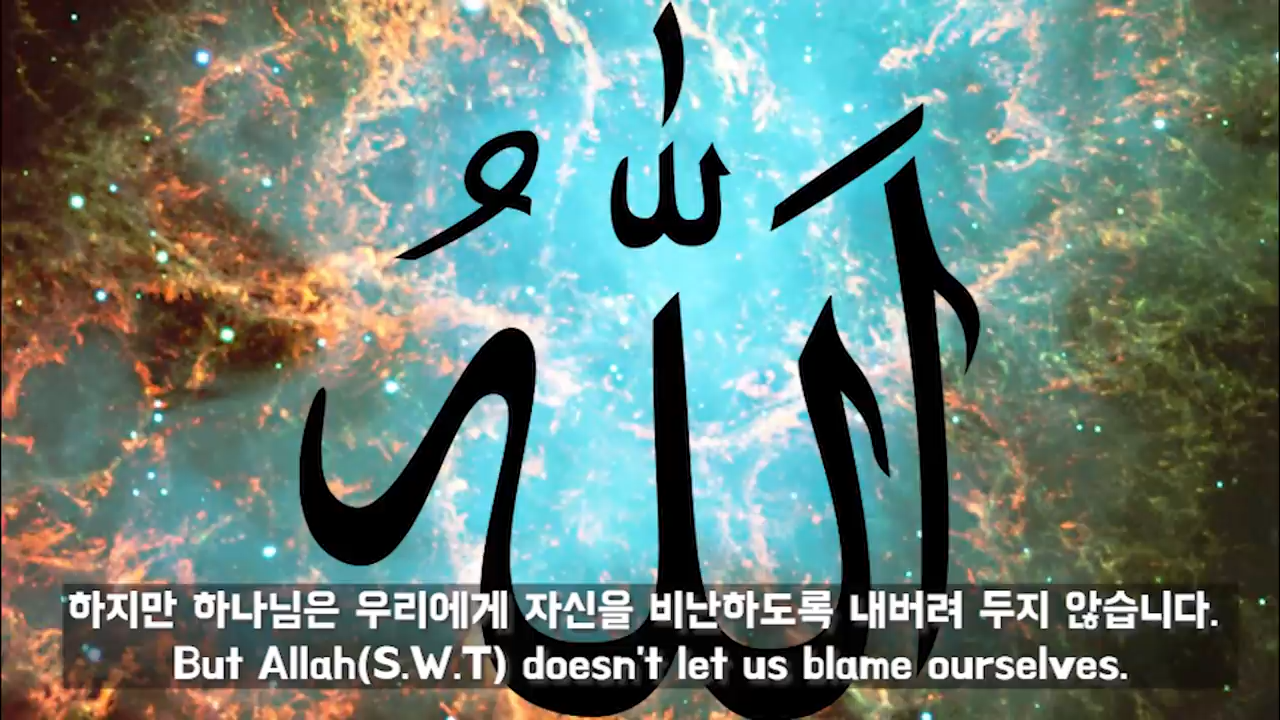 اللّٰهُ
하지만 하나님은 우리에게 자신을 비난하도록 내버려 두지 않습니다.
But Allah(S.W.T) doesn't let us blame ourselves.